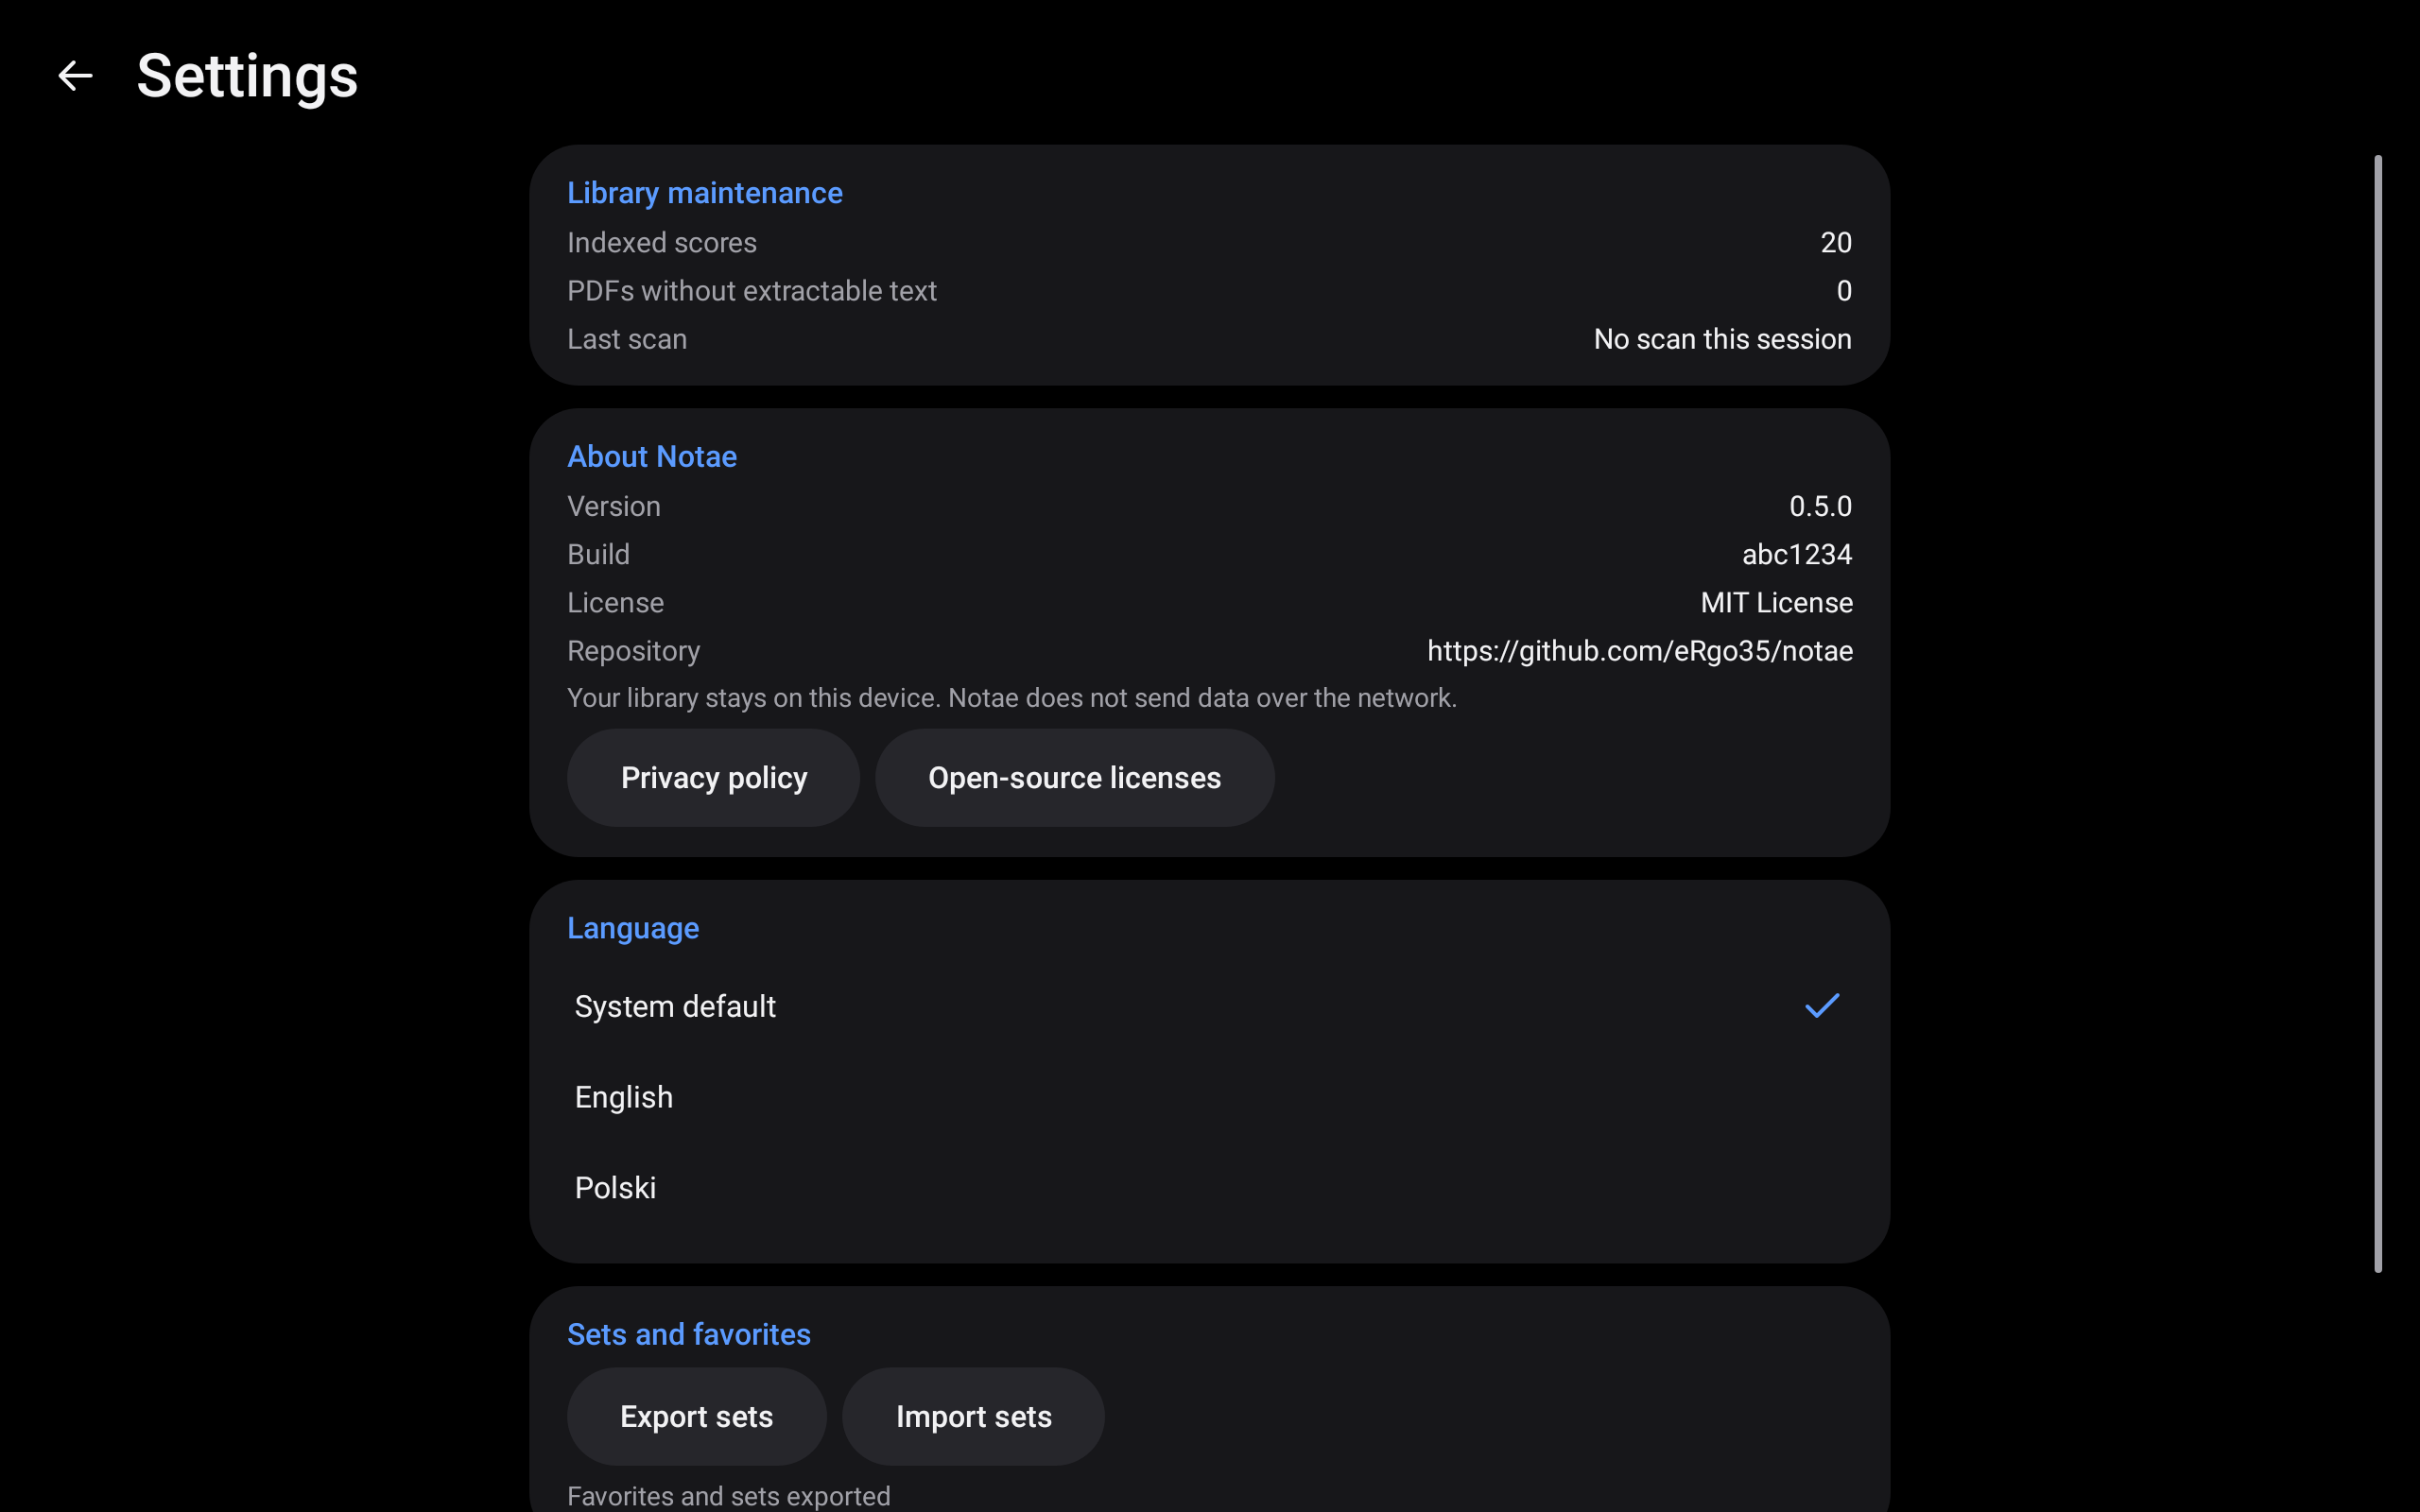 Settings
Library maintenance
Indexed scores 20
PDFs without extractable text 0
Last scan No scan this session
About Notae
Version 0.5.0
Build abc1234
License MIT License
Repository https://github.com/eRgo35/notae
Your library stays on this device. Notae does not send data over the network.
Privacy policy Open-source licenses
Language
System default
English
Polski
Sets and favorites
Export sets Import sets
Favorites and sets exported